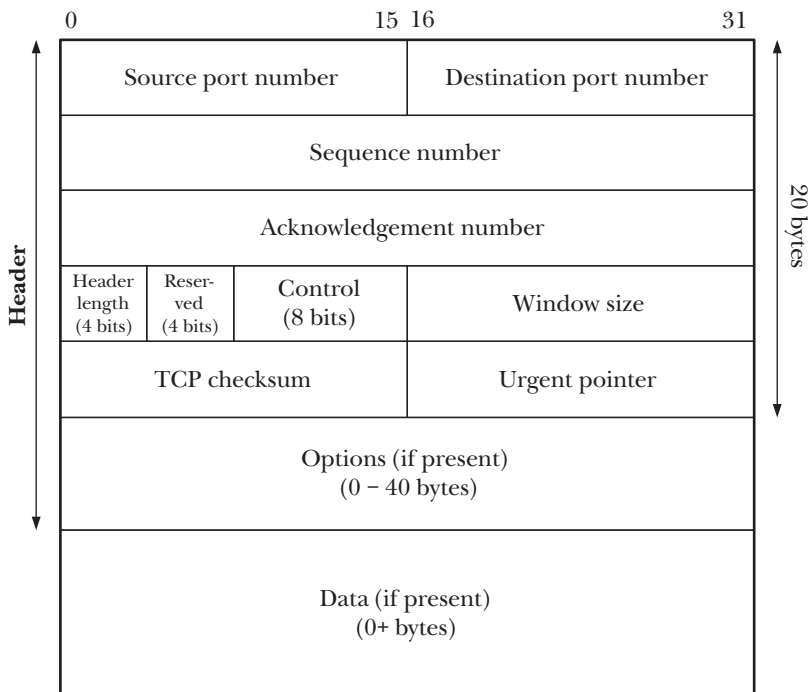 0 15 16 31
Source port number Destination port number
Sequence number
Acknowledgement number
Header
length
(4 bits)
Reser-
ved
(4 bits)
Control
(8 bits)
Window size
TCP checksum Urgent pointer
Options (if present)
(0 – 40 bytes)
Data (if present)
(0+ bytes)
Header
20 bytes